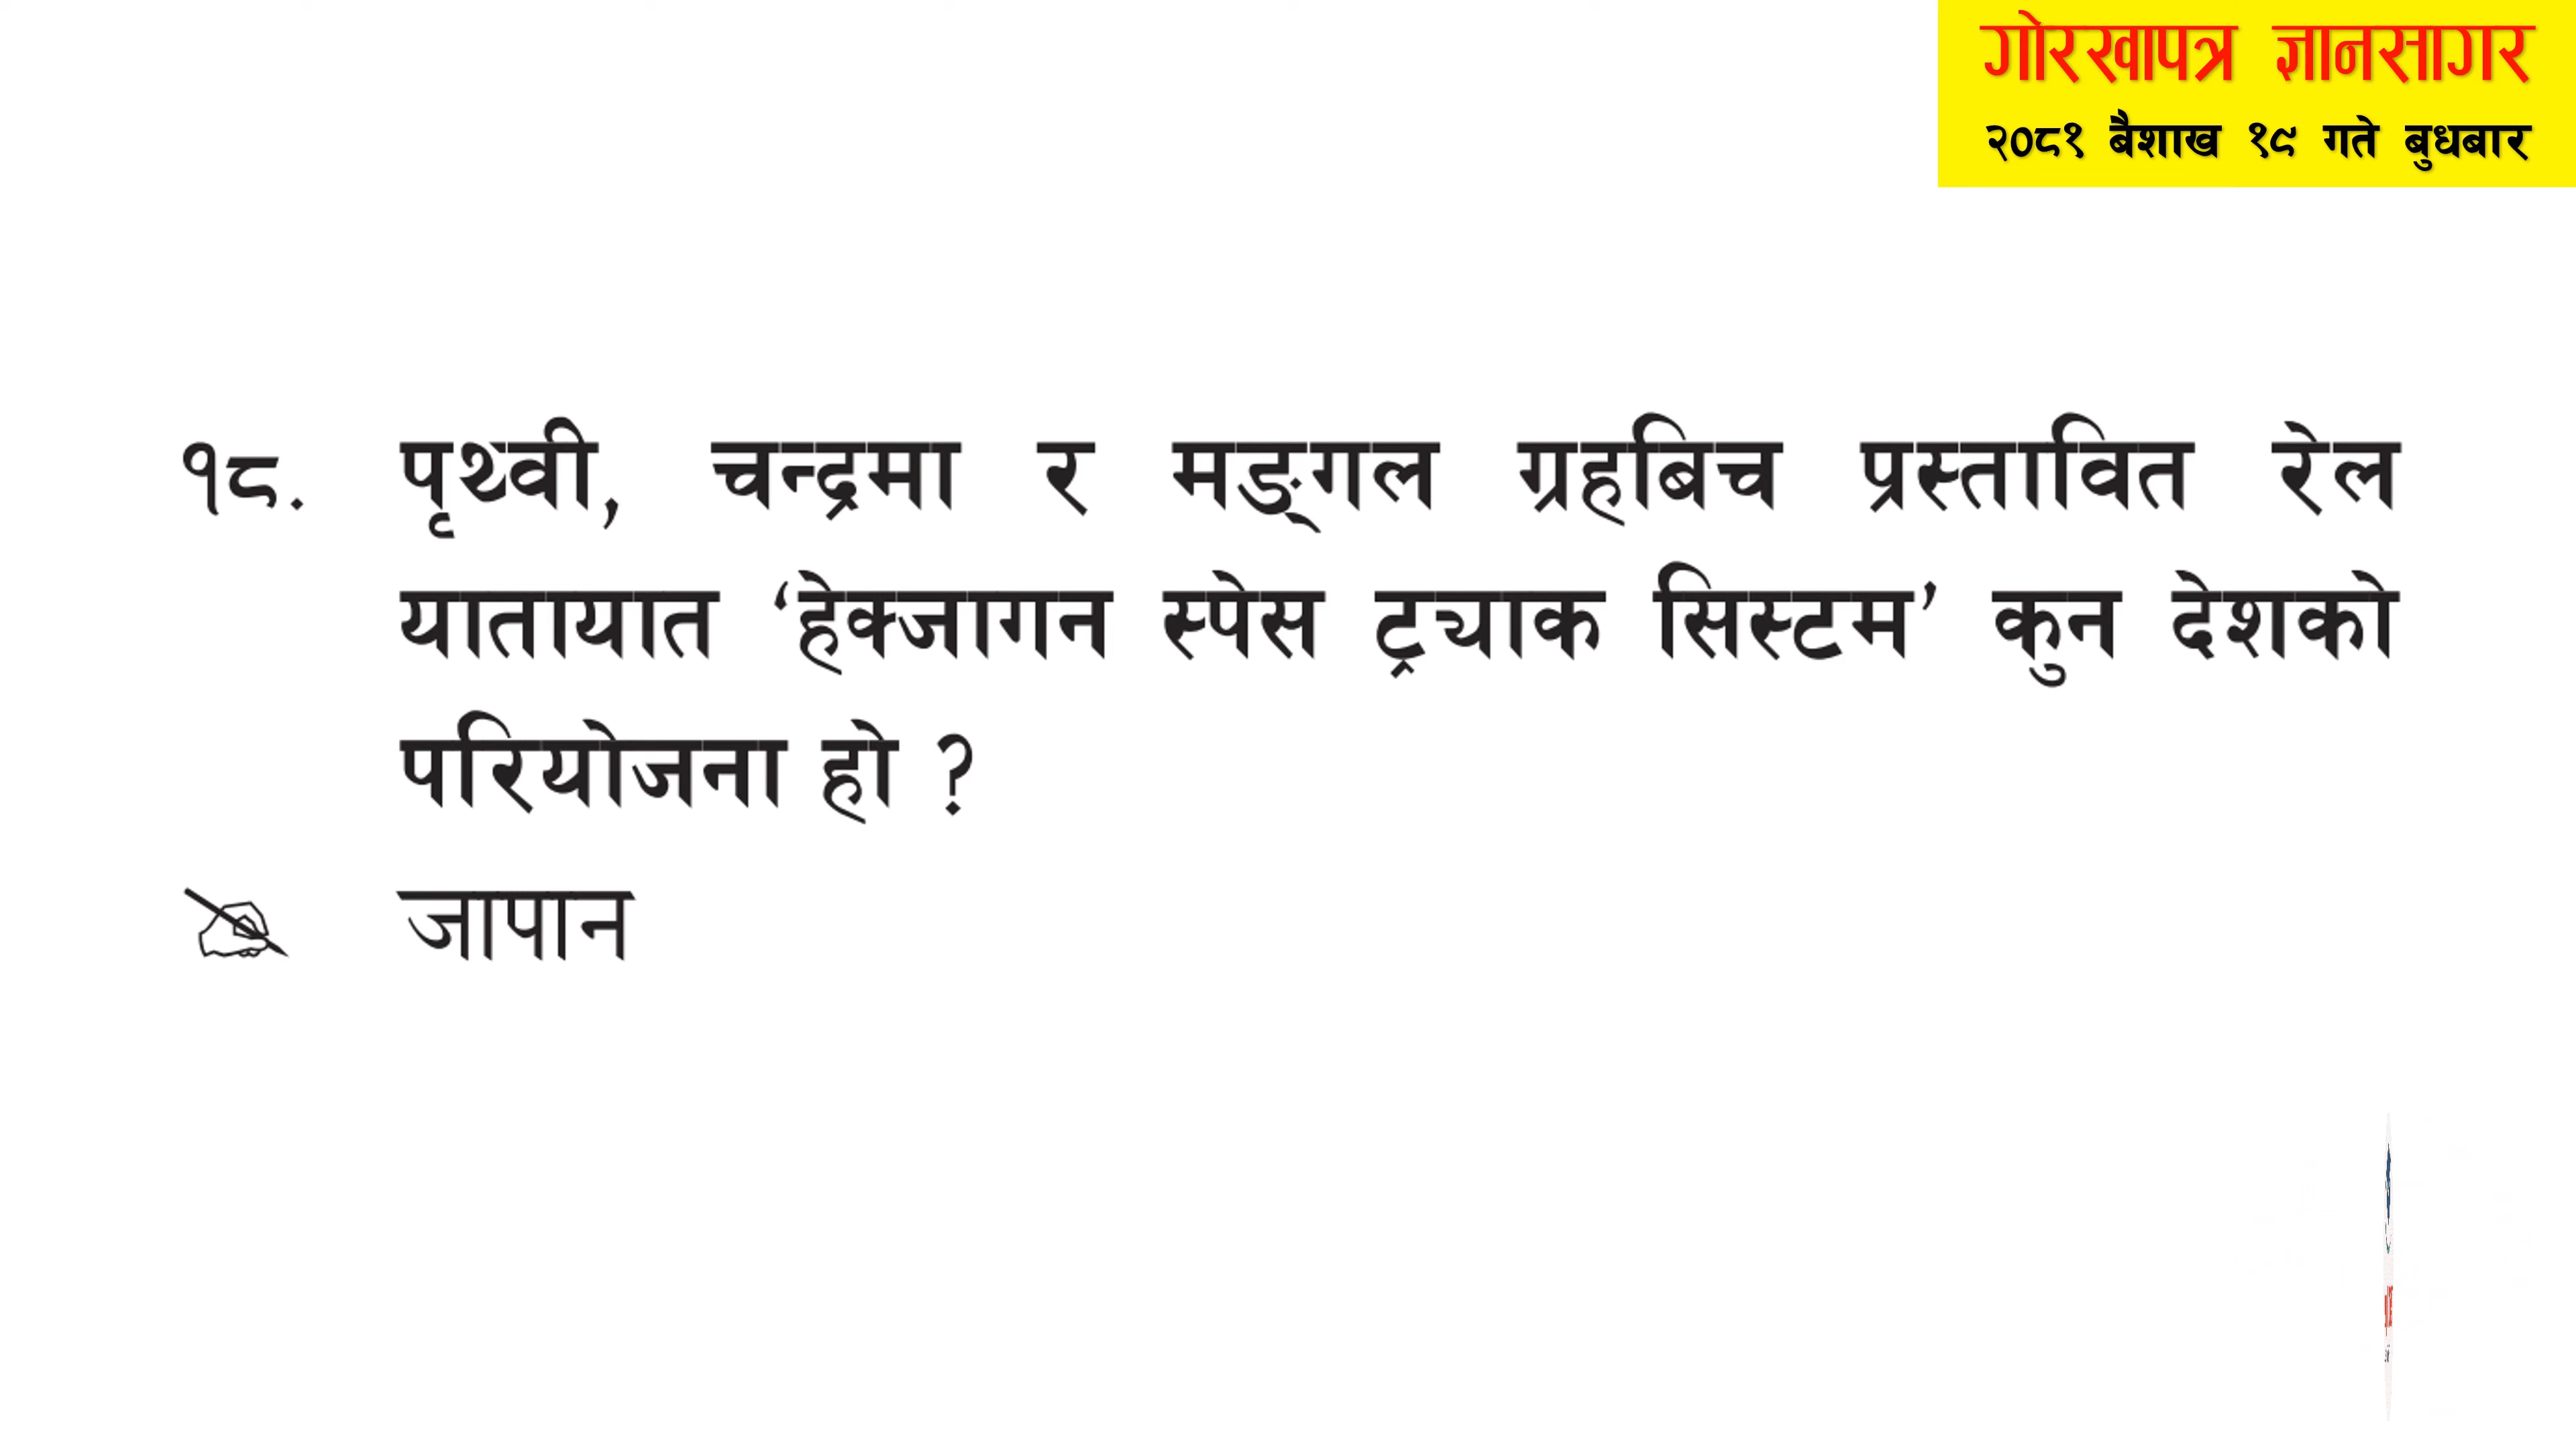 गोरखापत्र ज्ञानसागर
२०८१ बैशाख १९ गते बुधबार
१८. पृथ्वी, चन्द्रमा र मङ्गल ग्रहबिच प्रस्तावित रेल
यातायात ‘हेक्जागन स्पेस ट्र्याक सिस्टम’ कुन देशको
परियोजना हो ?
जापान